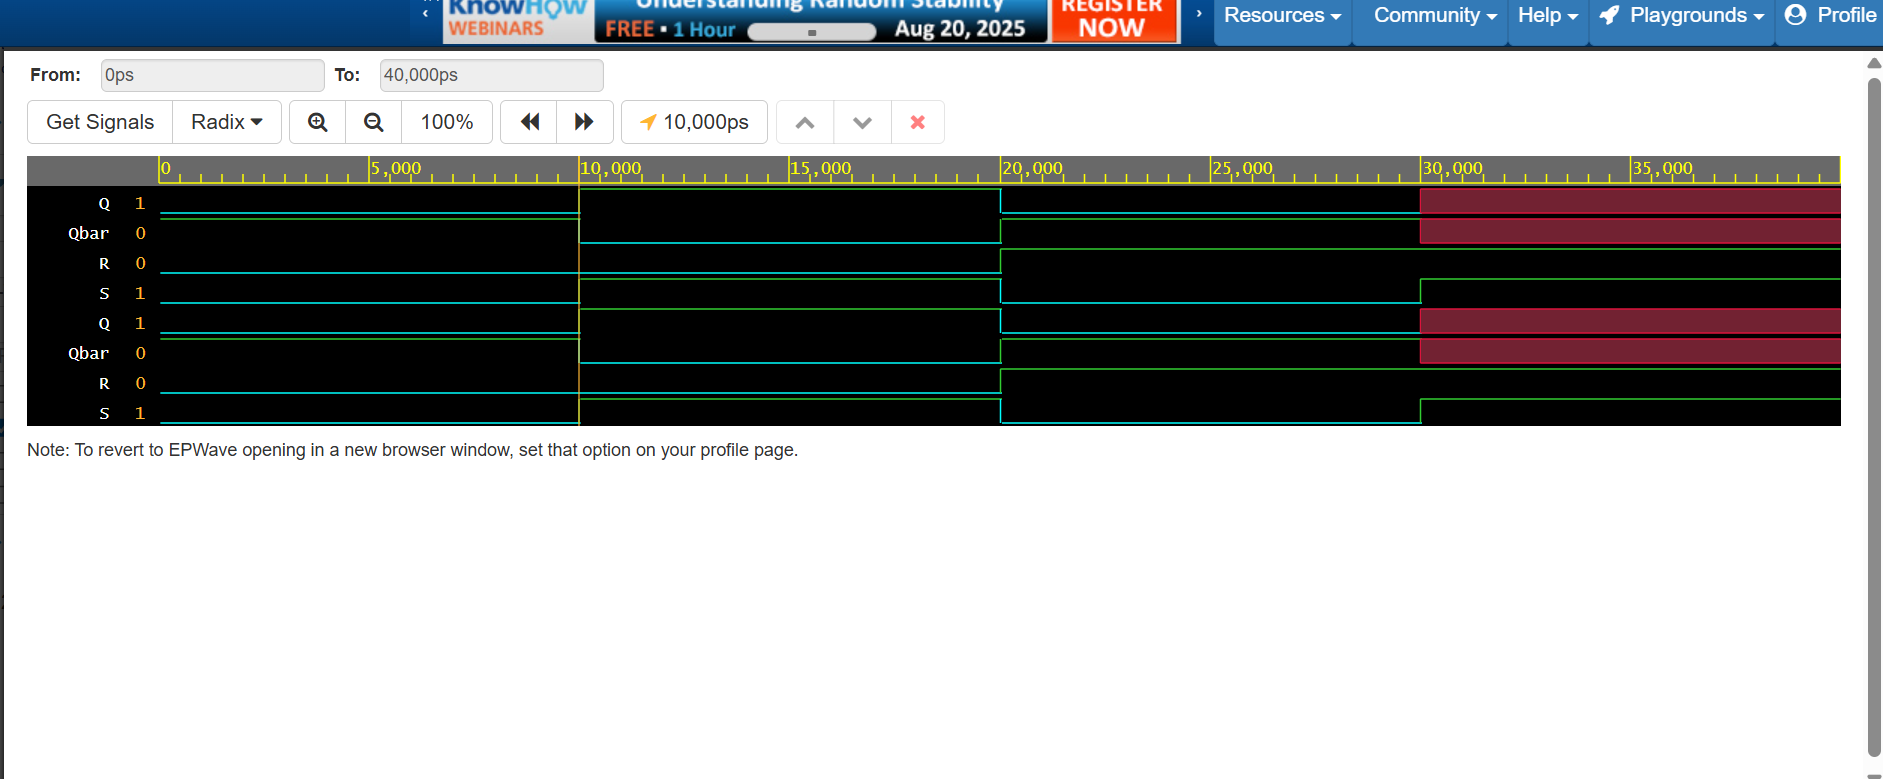 KnowHow
WEBINARS
Understanding Random Stability
FREE ▪ 1 Hour
Aug 20, 2025
REGISTER
NOW
Resources
Community
Help
Playgrounds
Profile
From: 0ps To: 40,000ps
Get Signals Radix 100% 10,000ps
0 5,000 10,000 15,000 20,000 25,000 30,000 35,000
Q 1
Qbar 0
R 0
S 1
Q 1
Qbar 0
R 0
S 1
Note: To revert to EPWave opening in a new browser window, set that option on your profile page.